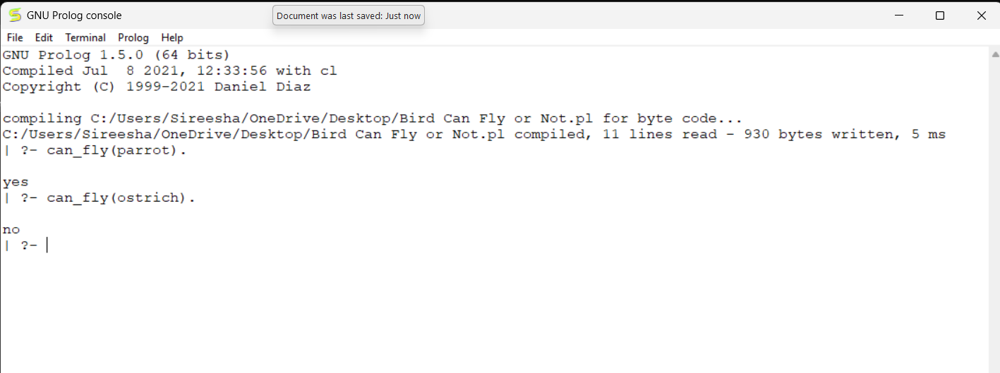 GNU Prolog console
Document was last saved: Just now
File Edit Terminal Prolog Help
GNU Prolog 1.5.0 (64 bits)
Compiled Jul  8 2021, 12:33:56 with cl
Copyright (C) 1999-2021 Daniel Diaz
compiling C:/Users/Sireesha/OneDrive/Desktop/Bird Can Fly or Not.pl for byte code...
C:/Users/Sireesha/OneDrive/Desktop/Bird Can Fly or Not.pl compiled, 11 lines read - 930 bytes written, 5 ms
| ?- can_fly(parrot).
yes
| ?- can_fly(ostrich).
no
| ?-